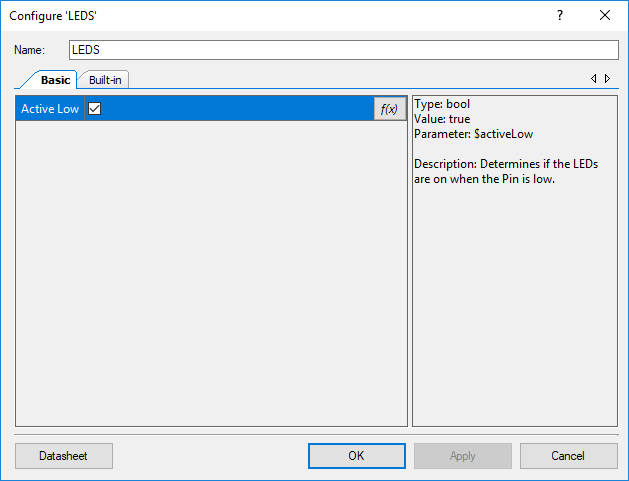 Configure 'LEDS'
?
Name: LEDS
Basic Built-in
Active Low f(x)
Type: bool
Value: true
Parameter: $activeLow
Description: Determines if the LEDs
are on when the Pin is low.
Datasheet OK Apply Cancel